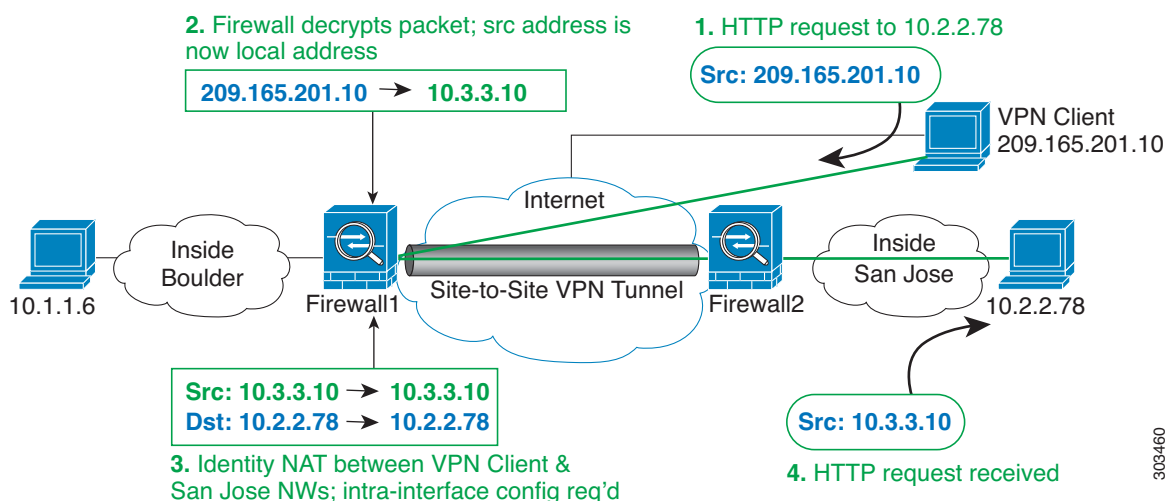 2. Firewall decrypts packet; src address is
now local address
209.165.201.10 → 10.3.3.10
1. HTTP request to 10.2.2.78
Src: 209.165.201.10
VPN Client
209.165.201.10
Internet
Inside
Boulder
10.1.1.6
Firewall1
Site-to-Site VPN Tunnel
Firewall2
Inside
San Jose
10.2.2.78
Src: 10.3.3.10 → 10.3.3.10
Dst: 10.2.2.78 → 10.2.2.78
3. Identity NAT between VPN Client &
San Jose NWs; intra-interface config req'd
Src: 10.3.3.10
4. HTTP request received
303460